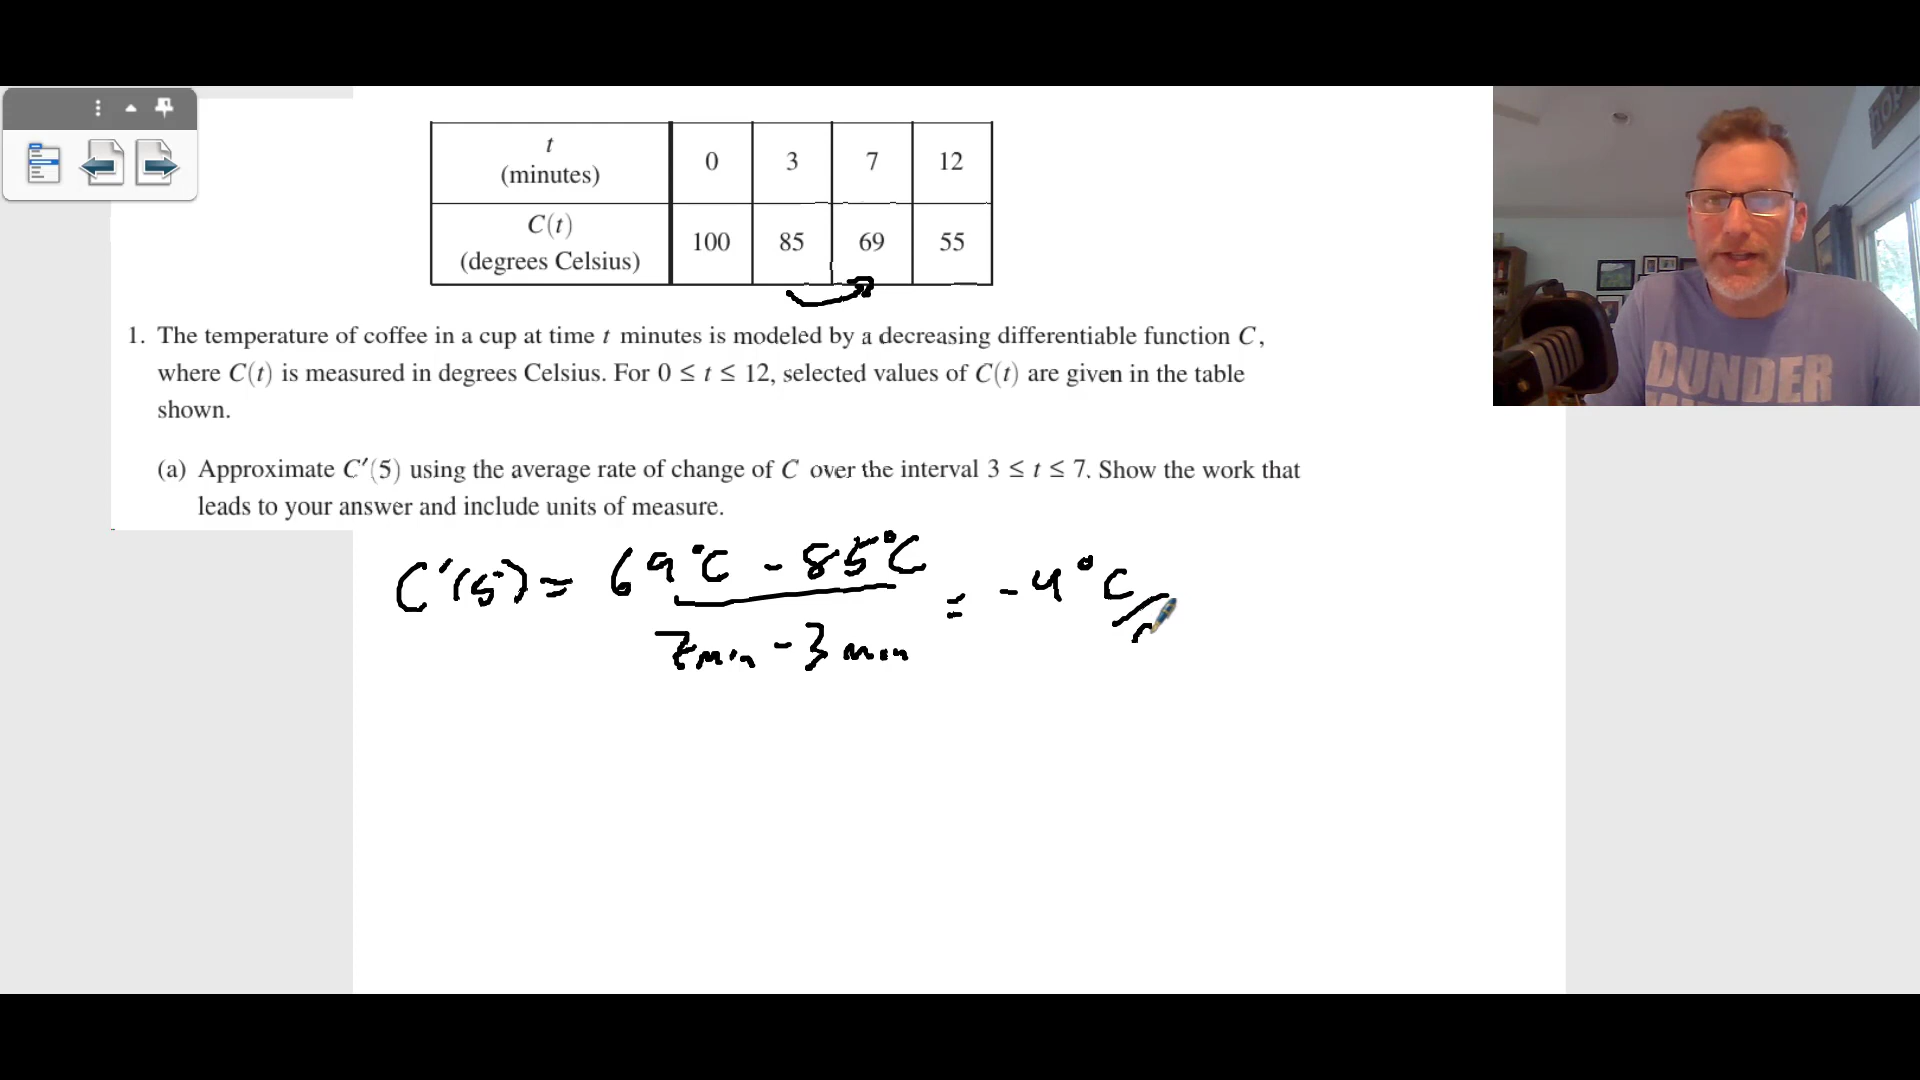 t
(minutes)
0
3
7
12
C(t)
(degrees Celsius)
100
85
69
55
1. The temperature of coffee in a cup at time t minutes is modeled by a decreasing differentiable function C,
where C(t) is measured in degrees Celsius. For 0 ≤ t ≤ 12, selected values of C(t) are given in the table
shown.
(a) Approximate C′(5) using the average rate of change of C over the interval 3 ≤ t ≤ 7. Show the work that
leads to your answer and include units of measure.
C′(5) = 69°C - 85°C
7min - 3min
= -4°C/
DUNDER
hop